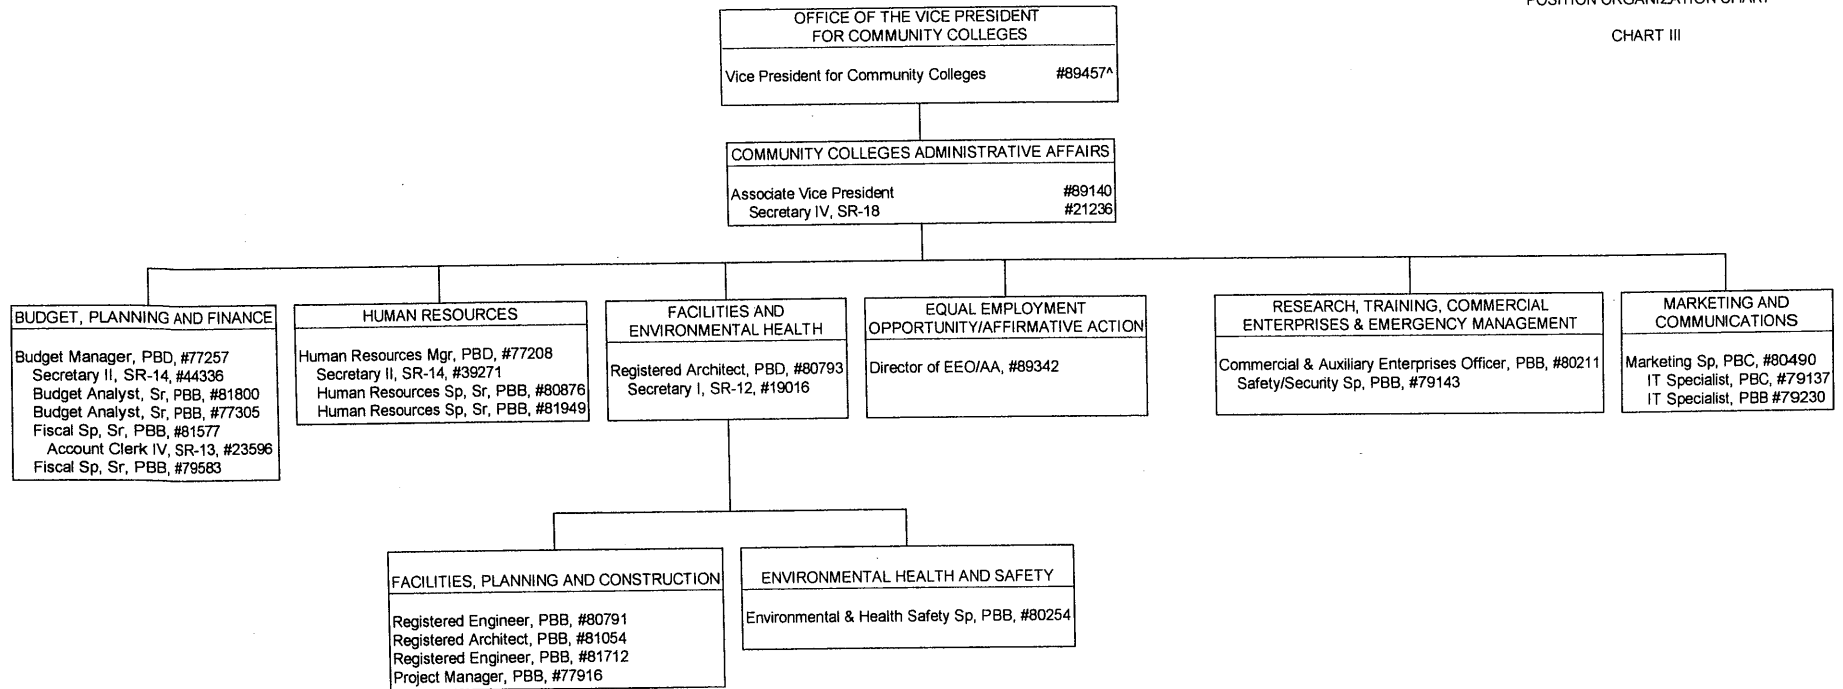 POSITION ORGANIZATION CHART
CHART III
OFFICE OF THE VICE PRESIDENT
FOR COMMUNITY COLLEGES
Vice President for Community Colleges #89457^
COMMUNITY COLLEGES ADMINISTRATIVE AFFAIRS
Associate Vice President #89140
Secretary IV, SR-18 #21236
BUDGET, PLANNING AND FINANCE
Budget Manager, PBD, #77257
Secretary II, SR-14, #44336
Budget Analyst, Sr, PBB, #81800
Budget Analyst, Sr, PBB, #77305
Fiscal Sp, Sr, PBB, #81577
Account Clerk IV, SR-13, #23596
Fiscal Sp, Sr, PBB, #79583
HUMAN RESOURCES
Human Resources Mgr, PBD, #77208
Secretary II, SR-14, #39271
Human Resources Sp, Sr, PBB, #80876
Human Resources Sp, Sr, PBB, #81949
FACILITIES AND
ENVIRONMENTAL HEALTH
Registered Architect, PBD, #80793
Secretary I, SR-12, #19016
EQUAL EMPLOYMENT
OPPORTUNITY/AFFIRMATIVE ACTION
Director of EEO/AA, #89342
RESEARCH, TRAINING, COMMERCIAL
ENTERPRISES & EMERGENCY MANAGEMENT
Commercial & Auxiliary Enterprises Officer, PBB, #80211
Safety/Security Sp, PBB, #79143
MARKETING AND
COMMUNICATIONS
Marketing Sp, PBC, #80490
IT Specialist, PBC, #79137
IT Specialist, PBB #79230
FACILITIES, PLANNING AND CONSTRUCTION
Registered Engineer, PBB, #80791
Registered Architect, PBB, #81054
Registered Engineer, PBB, #81712
Project Manager, PBB, #77916
ENVIRONMENTAL HEALTH AND SAFETY
Environmental & Health Safety Sp, PBB, #80254